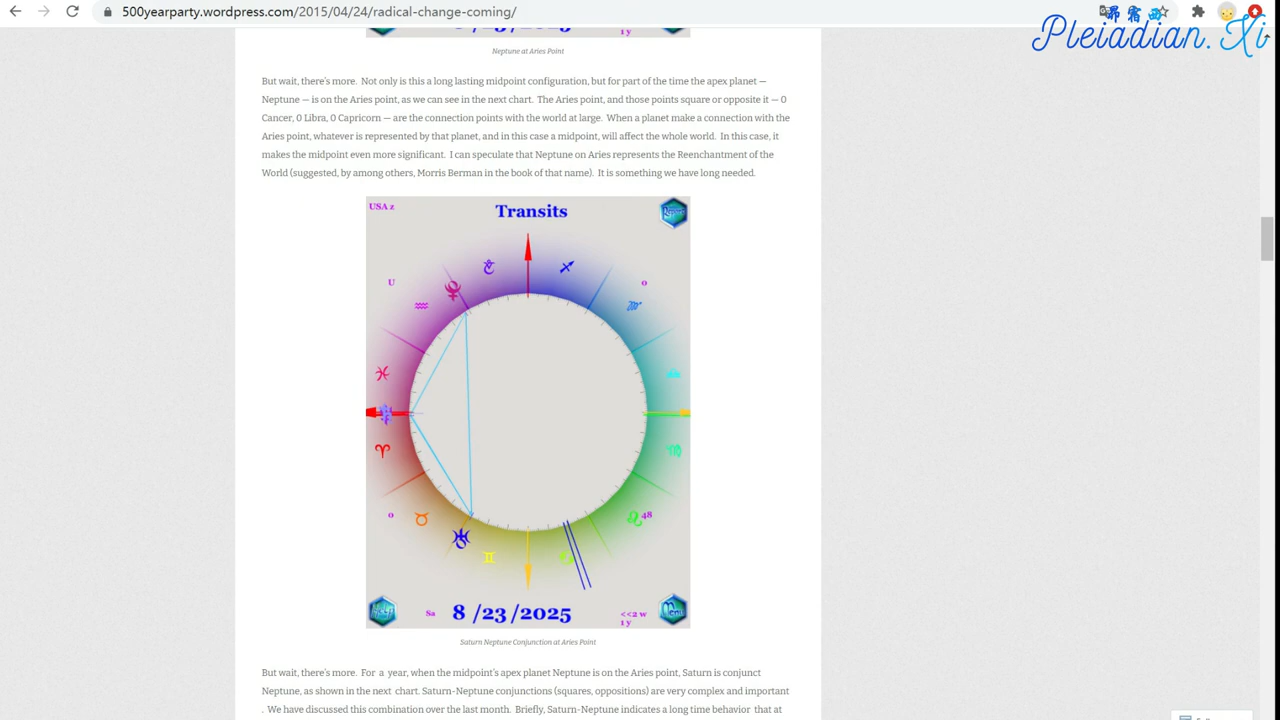 500yearparty.wordpress.com/2015/04/24/radical-change-coming/
昴宿西
Pleiadian.Xi
1 y
Neptune at Aries Point
But wait, there's more. Not only is this a long lasting midpoint configuration, but for part of the time the apex planet —
Neptune — is on the Aries point, as we can see in the next chart. The Aries point, and those points square or opposite it — 0
Cancer, 0 Libra, 0 Capricorn — are the connection points with the world at large. When a planet make a connection with the
Aries point, whatever is represented by that planet, and in this case a midpoint, will affect the whole world. In this case, it
makes the midpoint even more significant. I can speculate that Neptune on Aries represents the Reenchantment of the
World (suggested, by among others, Morris Berman in the book of that name). It is something we have long needed.
USA z
Transits
U
o
o
48
Sa
8 /23 /2025
<<2 w
1 y
Menu
Saturn Neptune Conjunction at Aries Point
But wait, there's more. For a year, when the midpoint's apex planet Neptune is on the Aries point, Saturn is conjunct
Neptune, as shown in the next chart. Saturn-Neptune conjunctions (squares, oppositions) are very complex and important
. We have discussed this combination over the last month. Briefly, Saturn-Neptune indicates a long time behavior that at